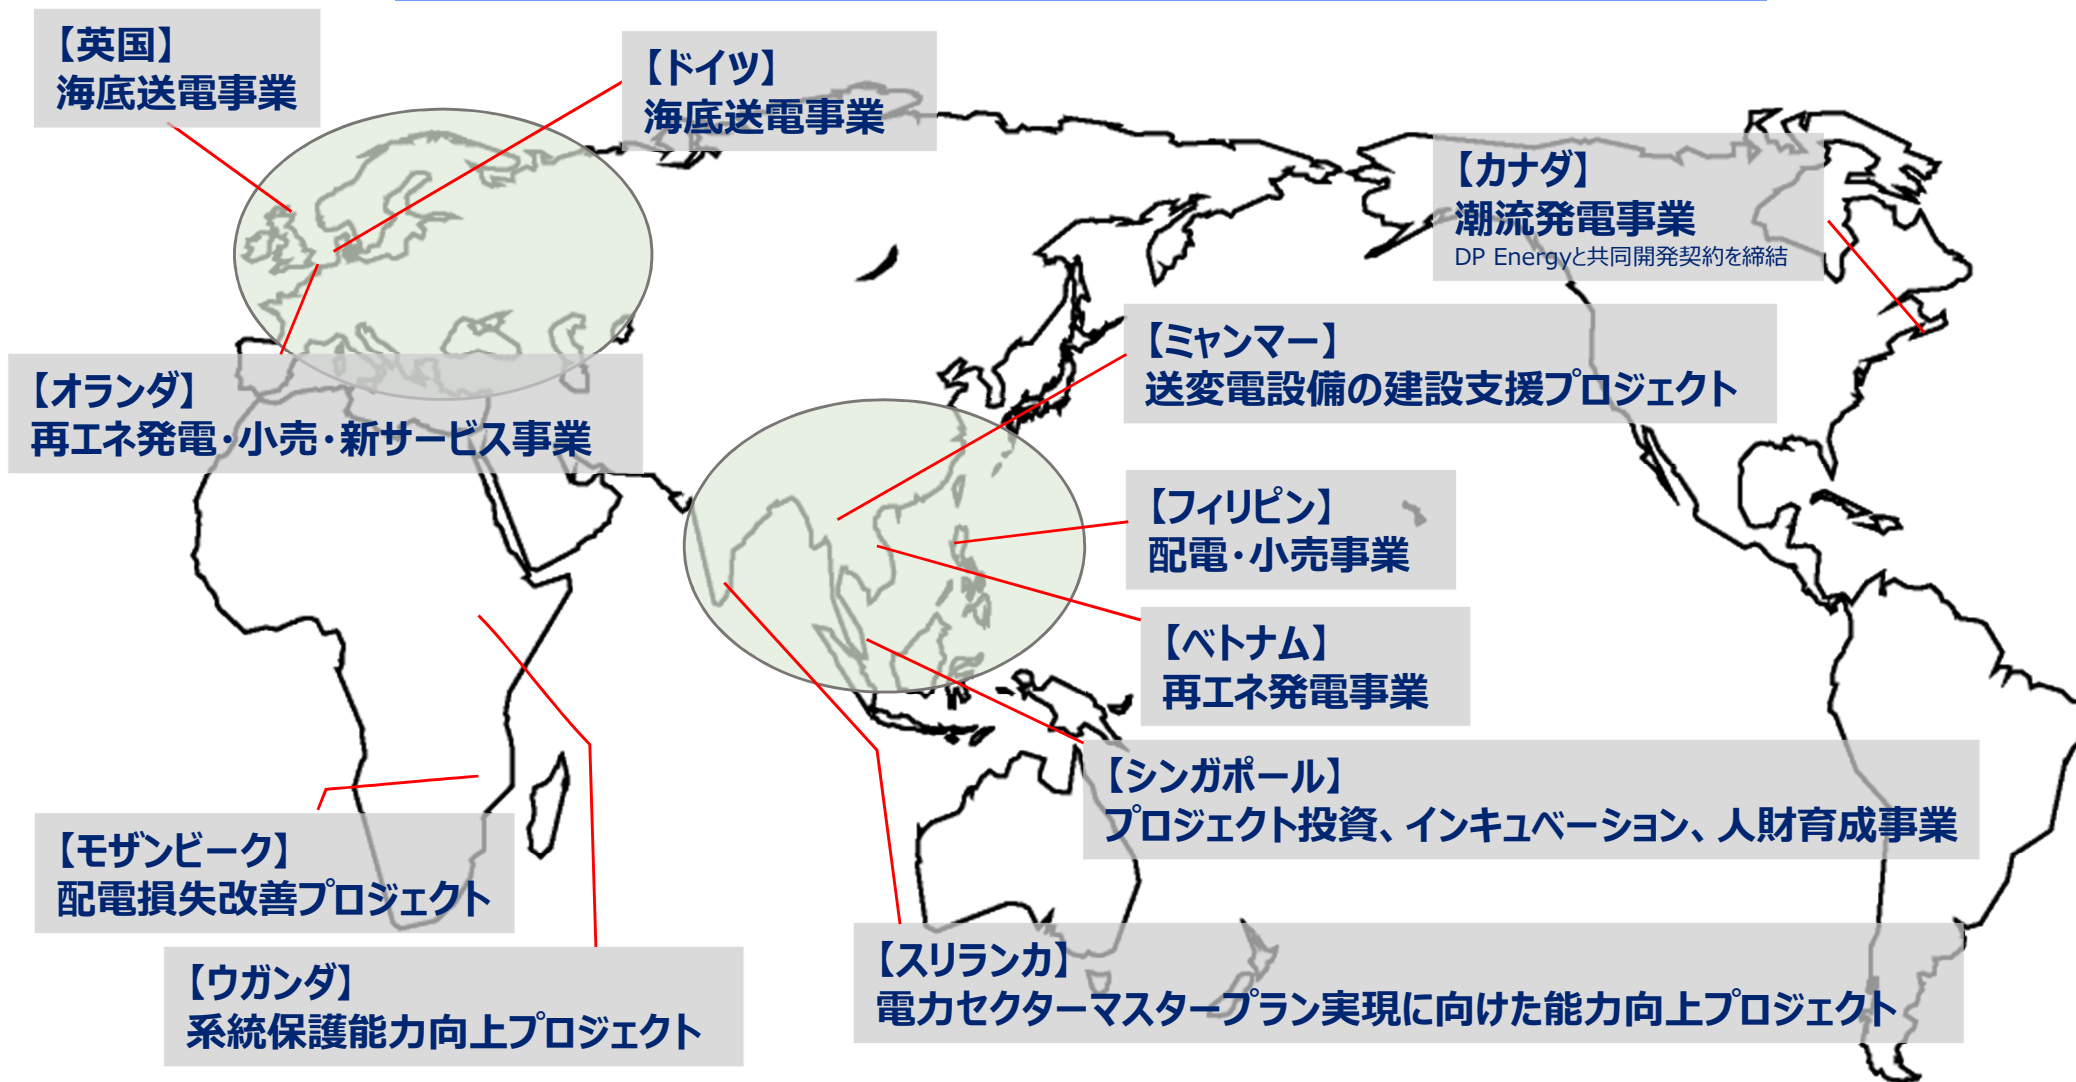 【英国】
海底送電事業
【ドイツ】
海底送電事業
【カナダ】
潮流発電事業
DP Energyと共同開発契約を締結
【オランダ】
再エネ発電・小売・新サービス事業
【ミャンマー】
送変電設備の建設支援プロジェクト
【フィリピン】
配電・小売事業
【ベトナム】
再エネ発電事業
【シンガポール】
プロジェクト投資、インキュベーション、人財育成事業
【モザンビーク】
配電損失改善プロジェクト
【ウガンダ】
系統保護能力向上プロジェクト
【スリランカ】
電力セクターマスタープラン実現に向けた能力向上プロジェクト